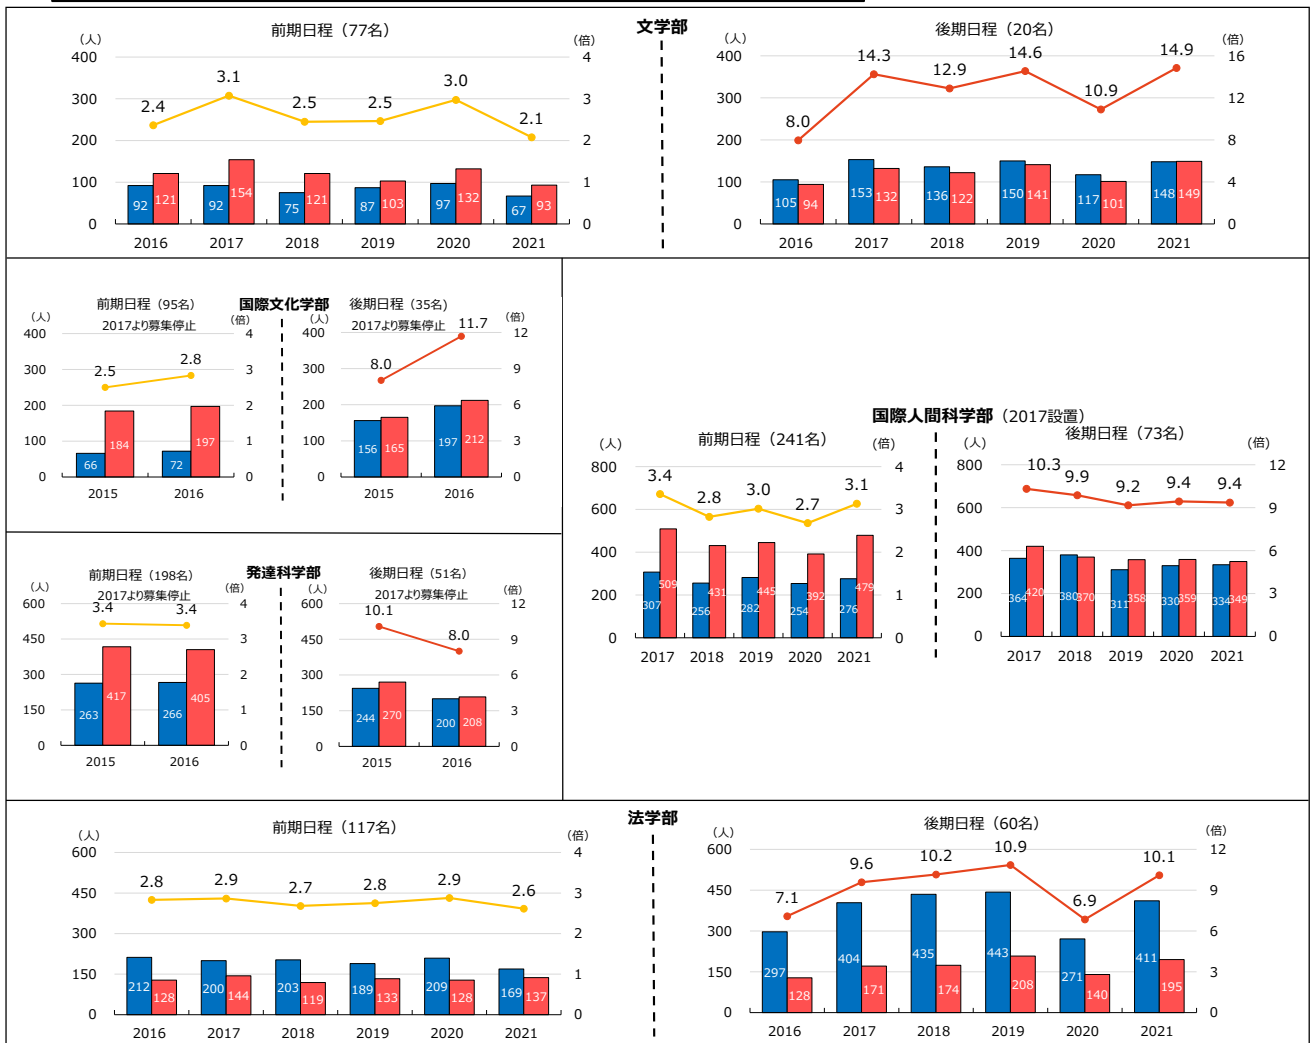 文学部
前期日程（77名）
（人）
（倍）
400
300
200
100
0
4
3
2
1
0
2.4
3.1
2.5
2.5
3.0
2.1
92 121 92 154 75 121 87 103 97 132 67 93
2016 2017 2018 2019 2020 2021
後期日程（20名）
（人）
（倍）
400
300
200
100
0
16
12
8
4
0
8.0
14.3
12.9
14.6
10.9
14.9
105 94 153 132 136 122 150 141 117 101 148 149
2016 2017 2018 2019 2020 2021
国際文化学部
前期日程（95名）
2017より募集停止
（人）
（倍）
400
300
200
100
0
4
3
2
1
0
2.5
2.8
66 184 72 197
2015 2016
後期日程（35名）
2017より募集停止
（人）
（倍）
400
300
200
100
0
12
9
6
3
0
8.0
11.7
156 165 197 212
2015 2016
国際人間科学部（2017設置）
前期日程（241名）
（人）
（倍）
800
600
400
200
0
4
3
2
1
0
3.4
2.8
3.0
2.7
3.1
307 509 256 431 282 445 254 392 276 479
2017 2018 2019 2020 2021
後期日程（73名）
（人）
（倍）
800
600
400
200
0
12
9
6
3
0
10.3
9.9
9.2
9.4
9.4
364 420 380 370 311 358 330 359 334 349
2017 2018 2019 2020 2021
発達科学部
前期日程（198名）
2017より募集停止
（人）
（倍）
600
450
300
150
0
4
3
2
1
0
3.4
3.4
263 417 266 405
2015 2016
後期日程（51名）
2017より募集停止
（人）
（倍）
600
450
300
150
0
12
9
6
3
0
10.1
8.0
244 270 200 208
2015 2016
法学部
前期日程（117名）
（人）
（倍）
600
450
300
150
0
4
3
2
1
0
2.8
2.9
2.7
2.8
2.9
2.6
212 128 200 144 203 119 189 133 209 128 169 137
2016 2017 2018 2019 2020 2021
後期日程（60名）
（人）
（倍）
600
450
300
150
0
12
9
6
3
0
7.1
9.6
10.2
10.9
6.9
10.1
297 128 404 171 435 174 443 208 271 140 411 195
2016 2017 2018 2019 2020 2021